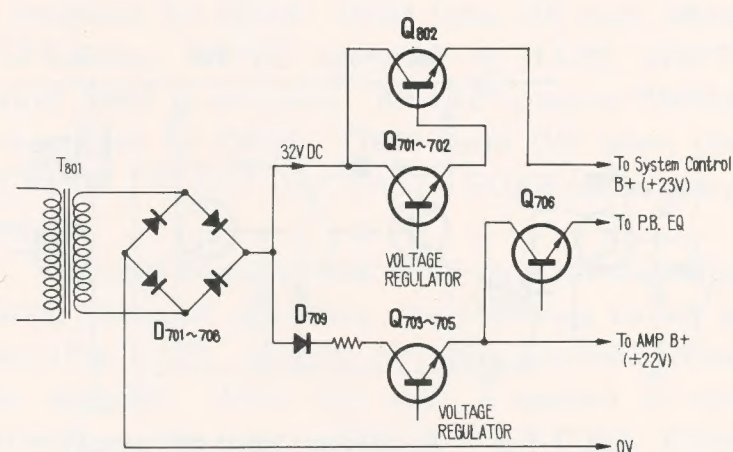 Q802
T801
32V DC
Q701~702
To System Control
B+ (+23V)
Q706
To P.B. EQ
VOLTAGE
REGULATOR
D701~706
D709
Q703~705
To AMP B+
(+22V)
VOLTAGE
REGULATOR
0V